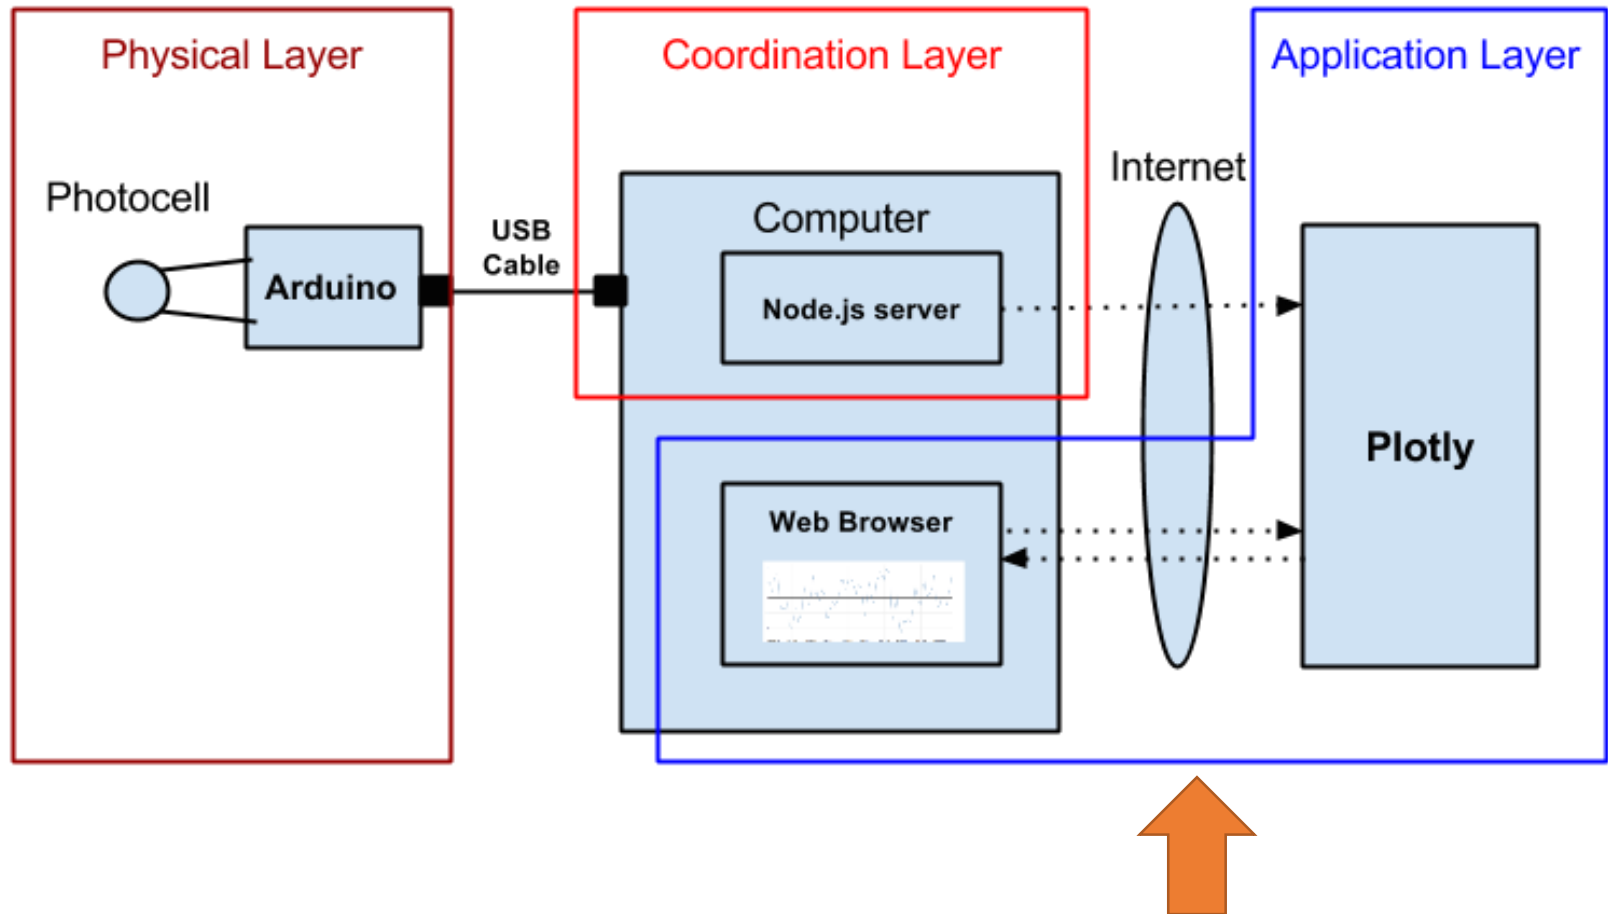 Physical Layer
Coordination Layer
Application Layer
Photocell
Arduino
USB
Cable
Computer
Node.js server
Internet
Plotly
Web Browser